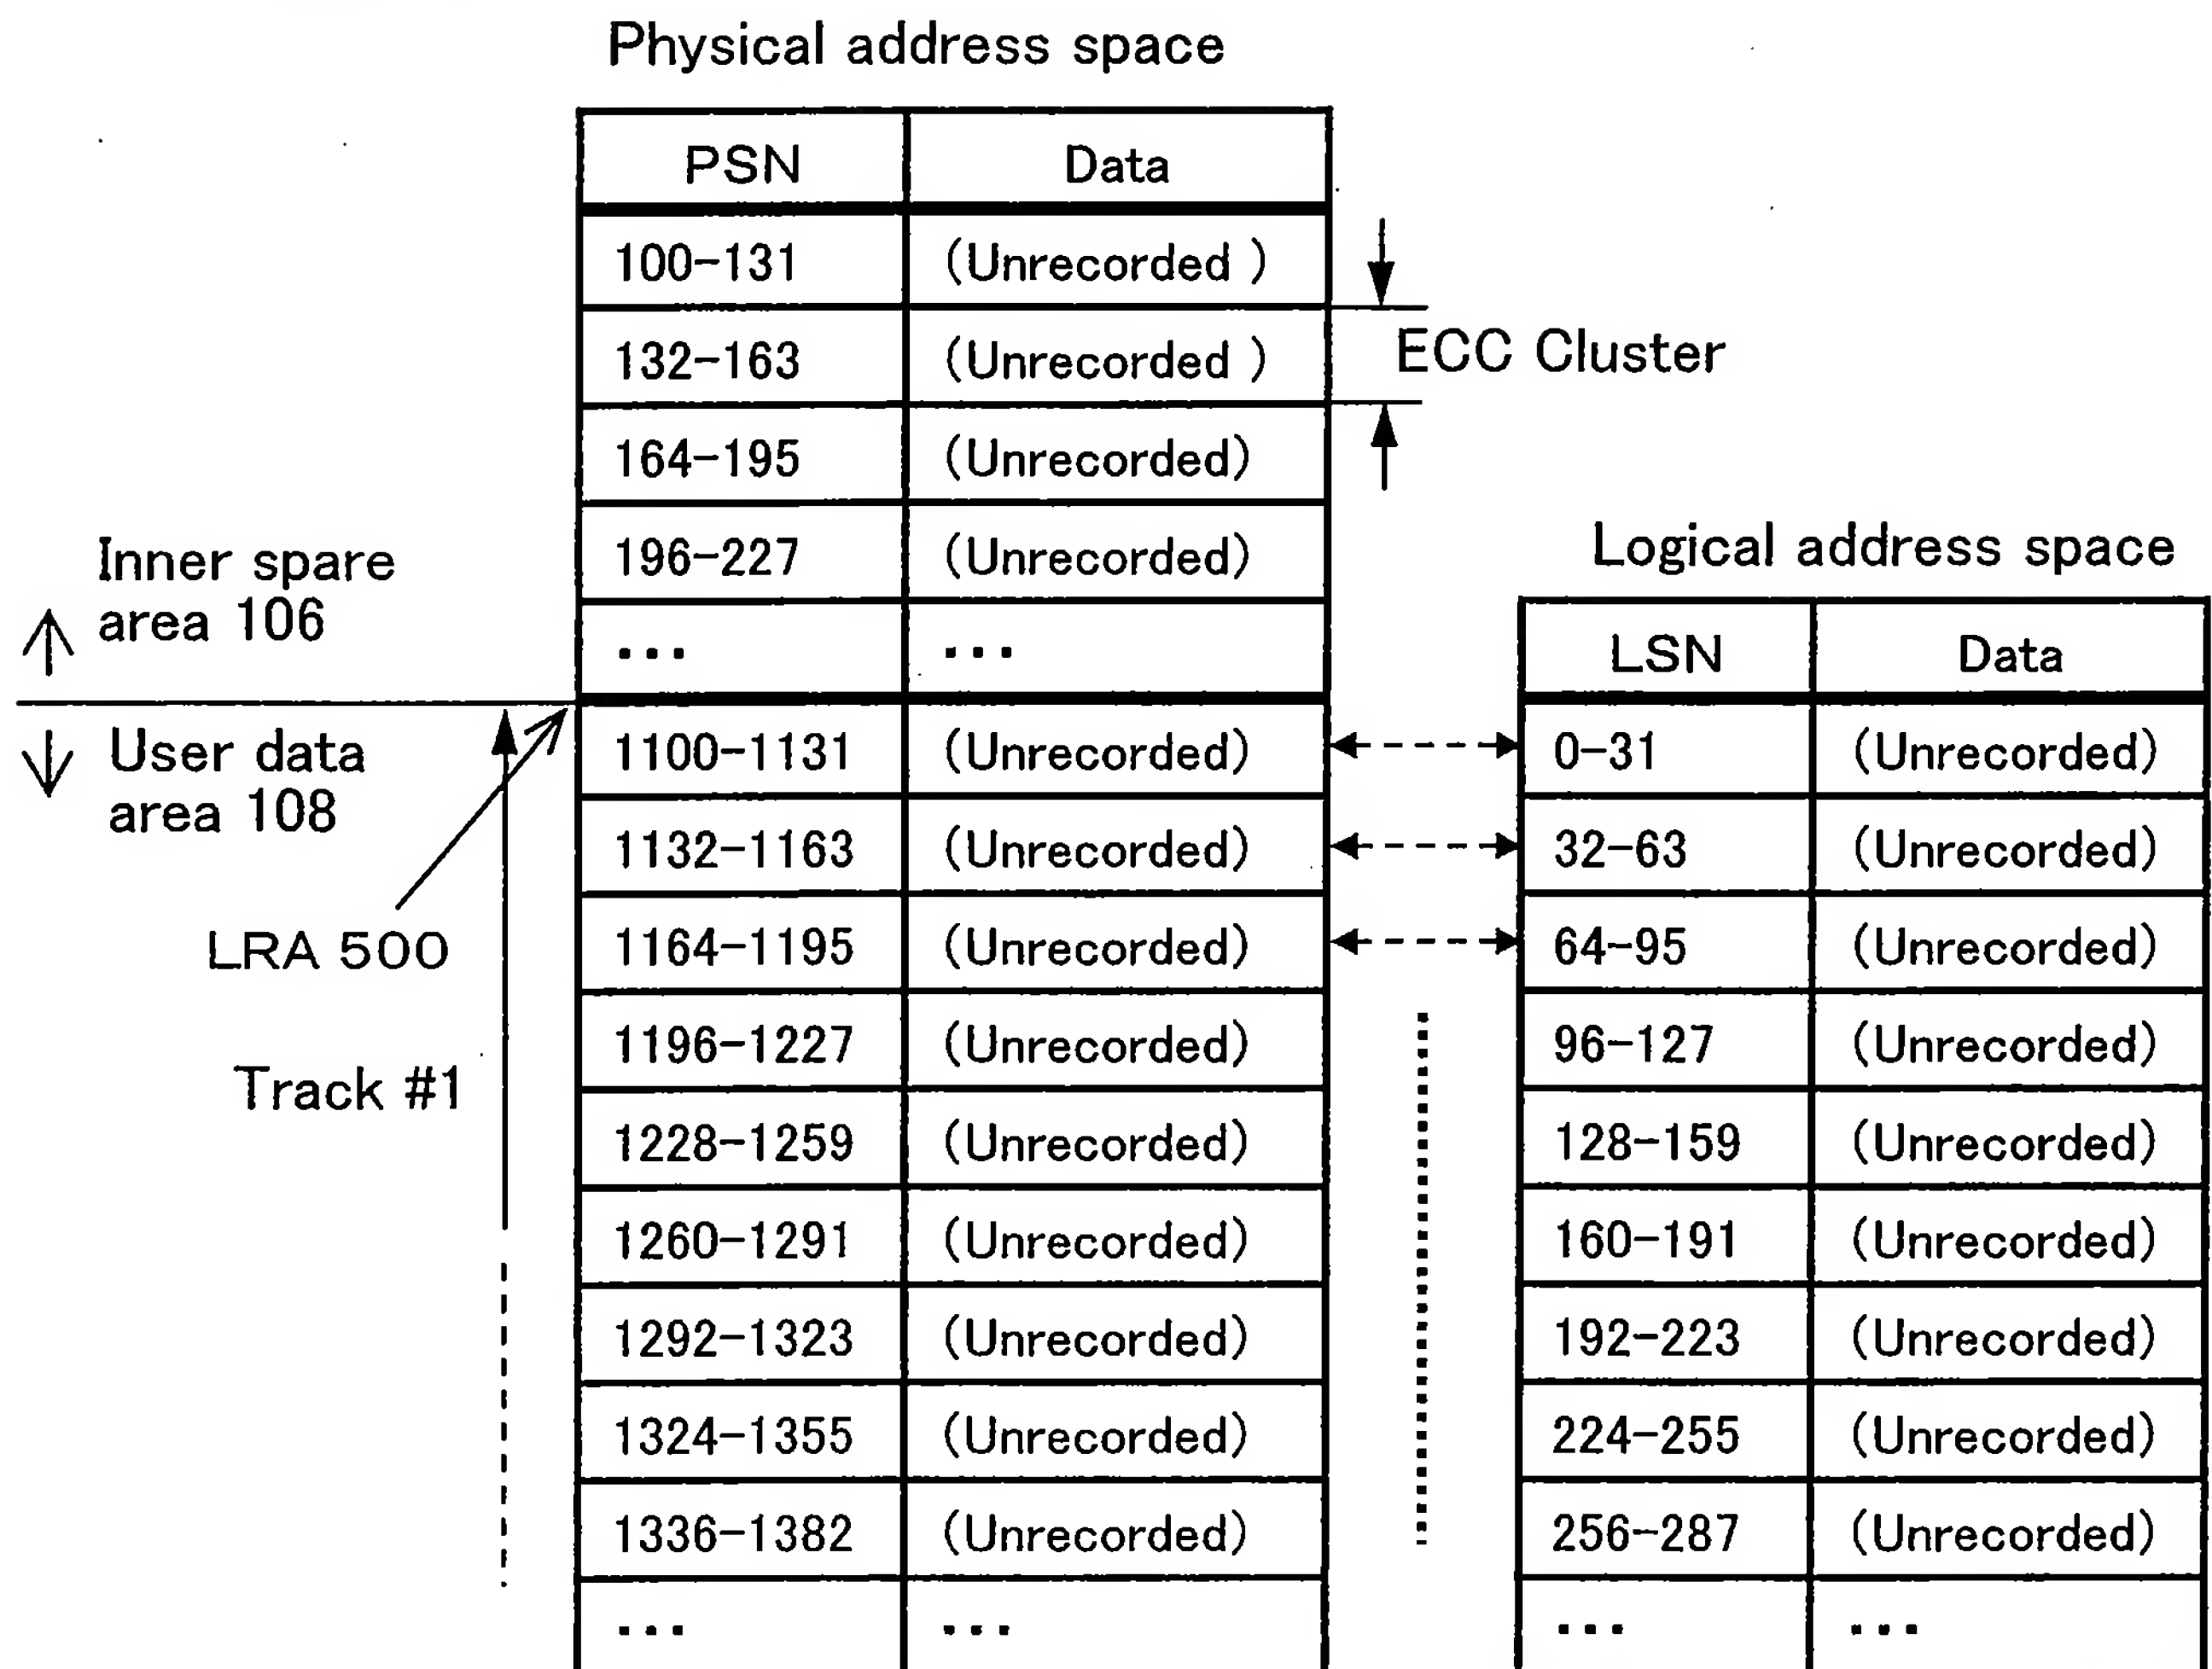 Physical address space
PSN Data
100-131 (Unrecorded )
132-163 (Unrecorded )
ECC Cluster
164-195 (Unrecorded)
196-227 (Unrecorded)
... ...
Inner spare
area 106
User data
area 108
LRA 500
Track #1
1100-1131 (Unrecorded)
1132-1163 (Unrecorded)
1164-1195 (Unrecorded)
1196-1227 (Unrecorded)
1228-1259 (Unrecorded)
1260-1291 (Unrecorded)
1292-1323 (Unrecorded)
1324-1355 (Unrecorded)
1336-1382 (Unrecorded)
... ...
Logical address space
LSN Data
0-31 (Unrecorded)
32-63 (Unrecorded)
64-95 (Unrecorded)
96-127 (Unrecorded)
128-159 (Unrecorded)
160-191 (Unrecorded)
192-223 (Unrecorded)
224-255 (Unrecorded)
256-287 (Unrecorded)
... ...